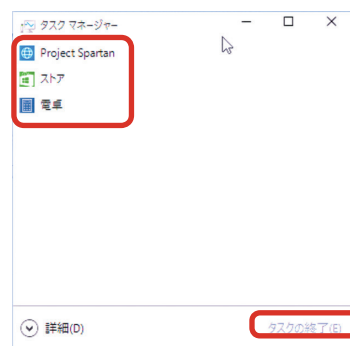 タスク マネージャー
Project Spartan
ストア
電卓
詳細(D)
タスクの終了(E)